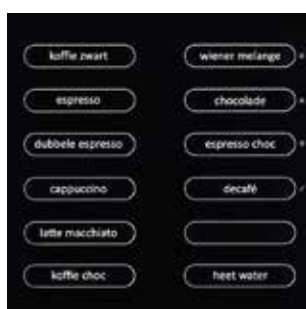 koffie zwart
espresso
dubbele espresso
cappuccino
latte macchiato
koffie choc
wiener melange
chocolade
espresso choc
decafé
heet water